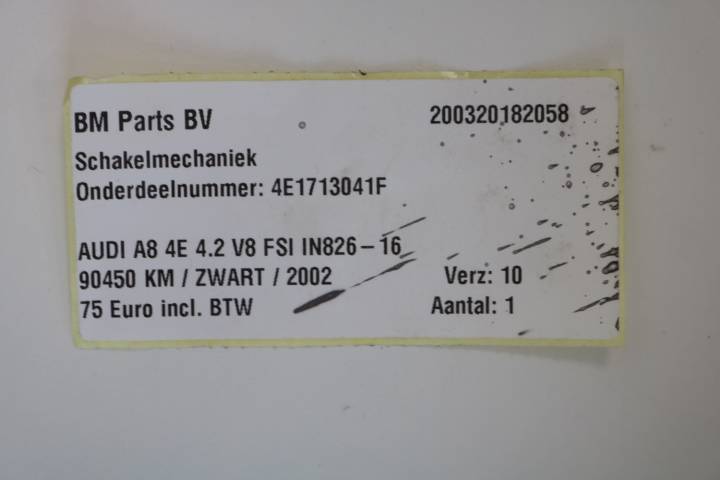 BM Parts BV 200320182058
Schakelmechaniek
Onderdeelnummer: 4E1713041F
AUDI A8 4E 4.2 V8 FSI IN826-16
90450 KM / ZWART / 2002 Verz: 10
75 Euro incl. BTW Aantal: 1